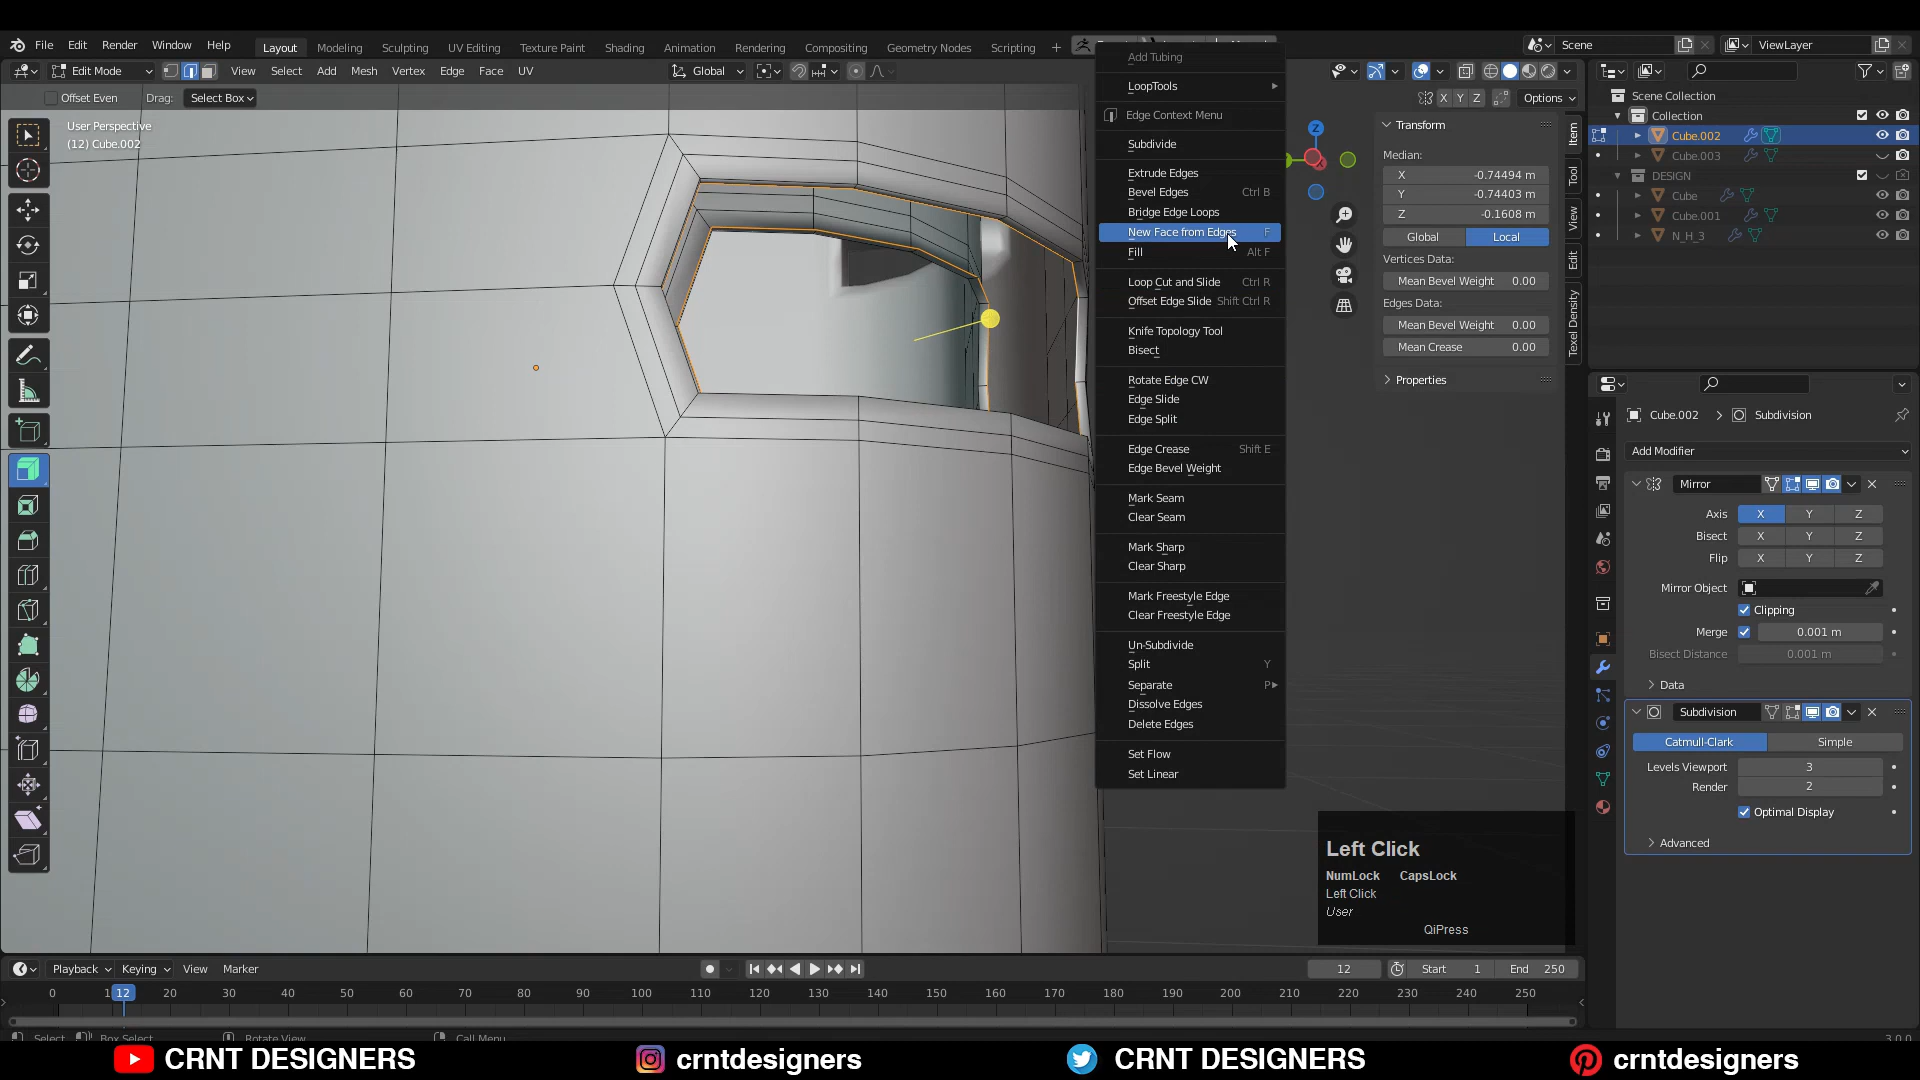 File Edit Render Window Help Layout Modeling Sculpting UV Editing Texture Paint Shading Animation Rendering Compositing Geometry Nodes Scripting + Scene ViewLayer
Edit Mode View Select Add Mesh Vertex Edge Face UV Global
Offset Even Drag: Select Box X Y Z Options
User Perspective
(12) Cube.002
Add Tubing
LoopTools
Edge Context Menu
Subdivide
Extrude Edges
Bevel Edges Ctrl B
Bridge Edge Loops
New Face from Edges F
Fill Alt F
Loop Cut and Slide Ctrl R
Offset Edge Slide Shift Ctrl R
Knife Topology Tool
Bisect
Rotate Edge CW
Edge Slide
Edge Split
Edge Crease Shift E
Edge Bevel Weight
Mark Seam
Clear Seam
Mark Sharp
Clear Sharp
Mark Freestyle Edge
Clear Freestyle Edge
Un-Subdivide
Split Y
Separate P
Dissolve Edges
Delete Edges
Set Flow
Set Linear
Z
Transform
Median:
X -0.74494 m
Y -0.74403 m
Z -0.1608 m
Global Local
Vertices Data:
Mean Bevel Weight 0.00
Edges Data:
Mean Bevel Weight 0.00
Mean Crease 0.00
Properties
Item
Tool
View
Edit
Texel Density
Scene Collection
Collection
Cube.002
Cube.003
DESIGN
Cube
Cube.001
N_H_3
Cube.002 > Subdivision
Add Modifier
Mirror
Axis X Y Z
Bisect X Y Z
Flip X Y Z
Mirror Object
Clipping
Merge 0.001 m
Bisect Distance 0.001 m
Data
Subdivision
Catmull-Clark Simple
Levels Viewport 3
Render 2
Optimal Display
Advanced
Left Click
NumLock CapsLock
Left Click
User
QiPress
Playback Keying View Marker 12 Start 1 End 250
0 1 12 20 30 40 50 60 70 80 90 100 110 120 130 140 150 160 170 180 190 200 210 220 230 240 250
Select Box Select Rotate View Call Menu 3.0.0
CRNT DESIGNERS crntdesigners CRNT DESIGNERS crntdesigners